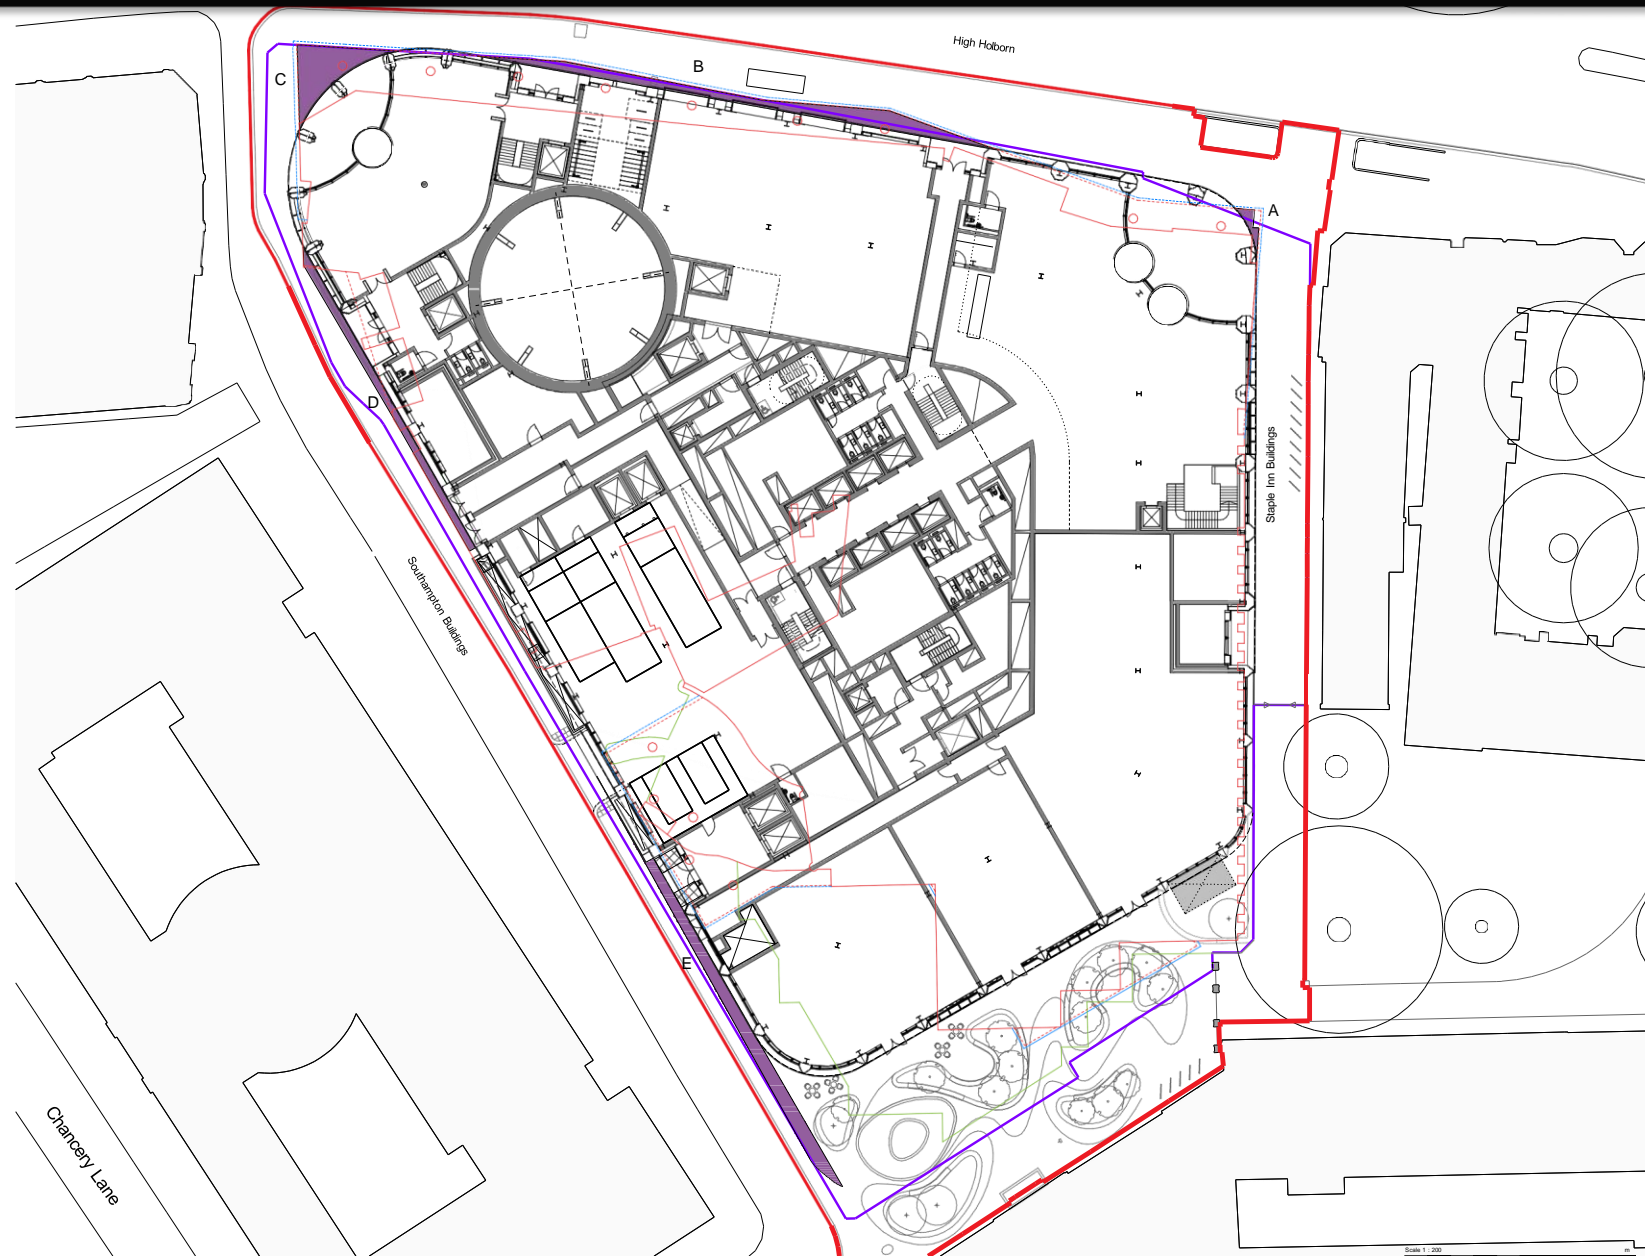 High Holborn
B
C
A
D
Staple Inn Buildings
Southampton Buildings
E
Chancery Lane
Scale 1 : 200
m